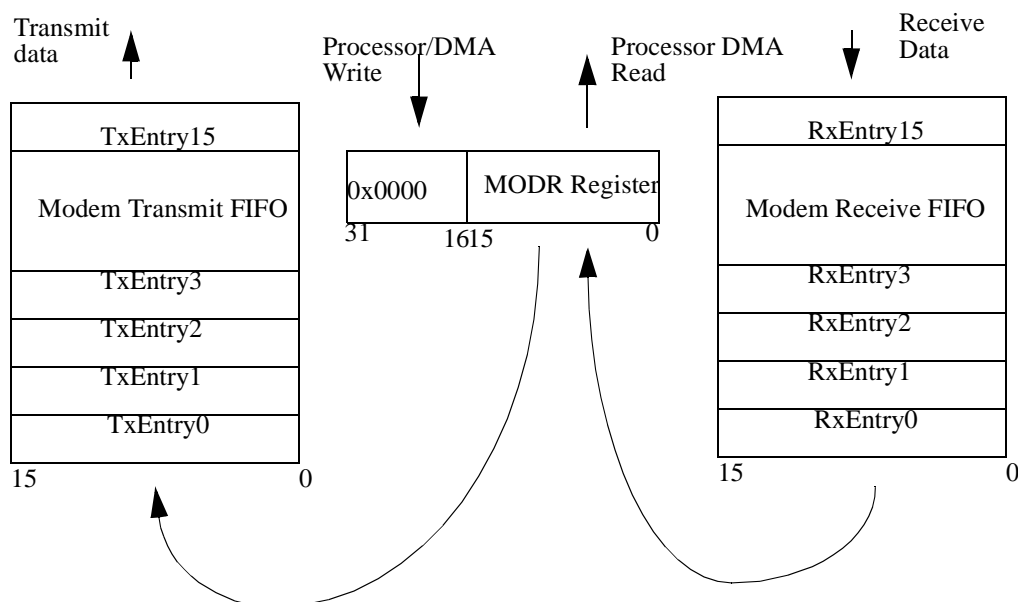 Transmit
data
Processor/DMA
Write
Processor DMA
Read
Receive
Data
TxEntry15
Modem Transmit FIFO
TxEntry3
TxEntry2
TxEntry1
TxEntry0
15
0
0x0000
MODR Register
31
1615
0
RxEntry15
Modem Receive FIFO
RxEntry3
RxEntry2
RxEntry1
RxEntry0
15
0